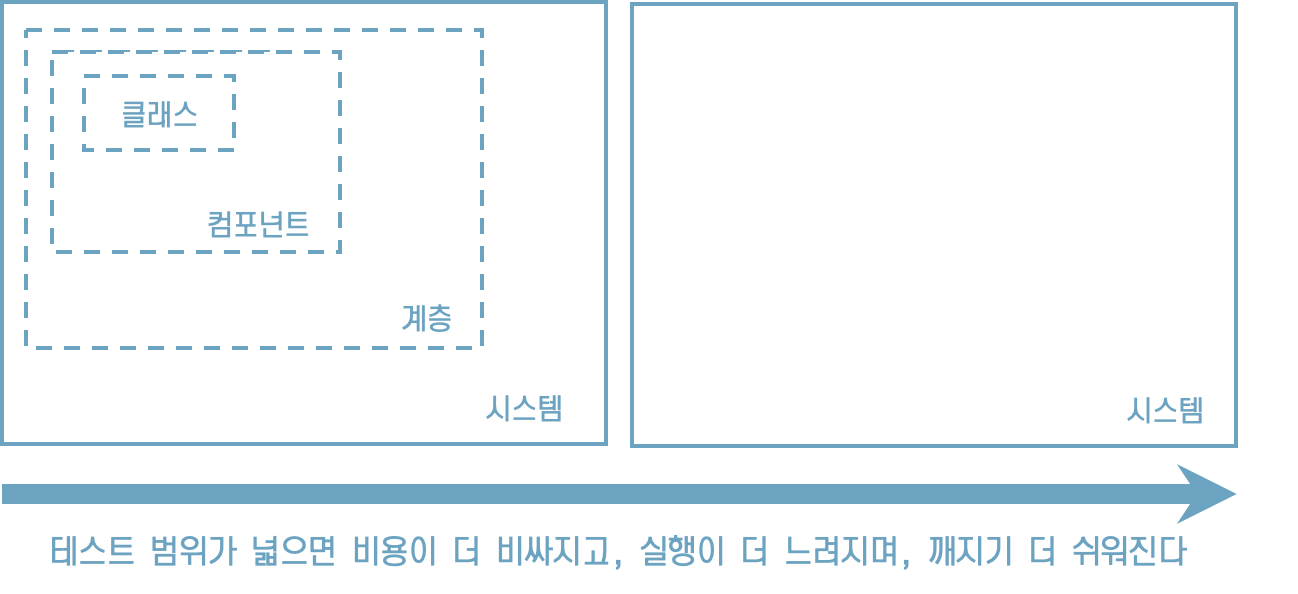 클래스
컴포넌트
계층
시스템
시스템
테스트 범위가 넓으면 비용이 더 비싸지고, 실행이 더 느려지며, 깨지기 더 쉬워진다